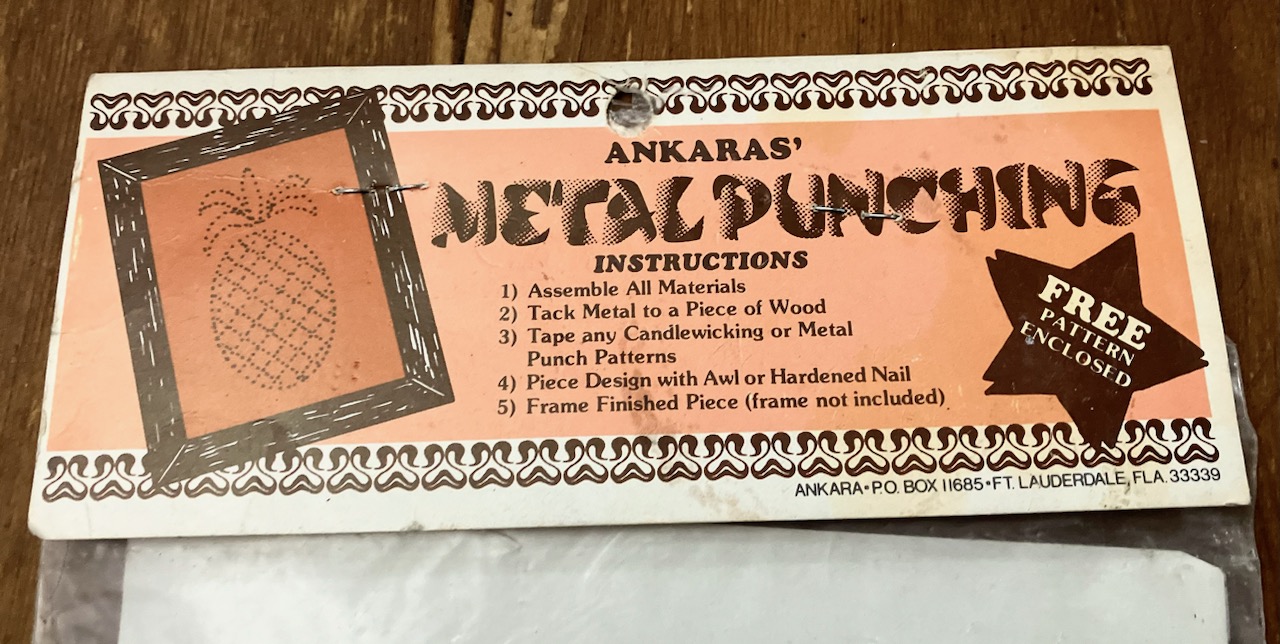 ANKARAS'
METAL PUNCHING
INSTRUCTIONS
1) Assemble All Materials
2) Tack Metal to a Piece of Wood
3) Tape any Candlewicking or Metal
Punch Patterns
4) Piece Design with Awl or Hardened Nail
5) Frame Finished Piece (frame not included)
FREE
PATTERN
ENCLOSED
ANKARA•P.O. BOX 11685•FT. LAUDERDALE, FLA. 33339